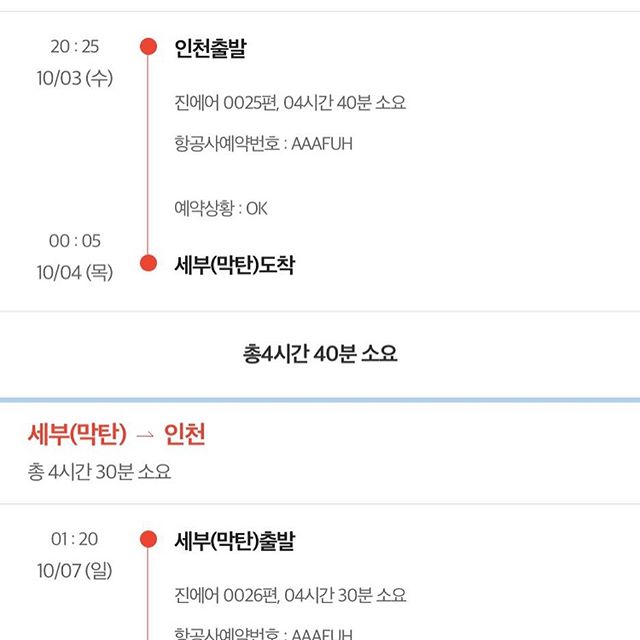 20 : 25
인천출발
10/03 (수)
진에어 0025편, 04시간 40분 소요
항공사예약번호 : AAAFUH
예약상황 : OK
00 : 05
10/04 (목)
세부(막탄)도착
총4시간 40분 소요
세부(막탄) → 인천
총 4시간 30분 소요
01 : 20
세부(막탄)출발
10/07 (일)
진에어 0026편, 04시간 30분 소요
항공사예약번호 : AAAFUH